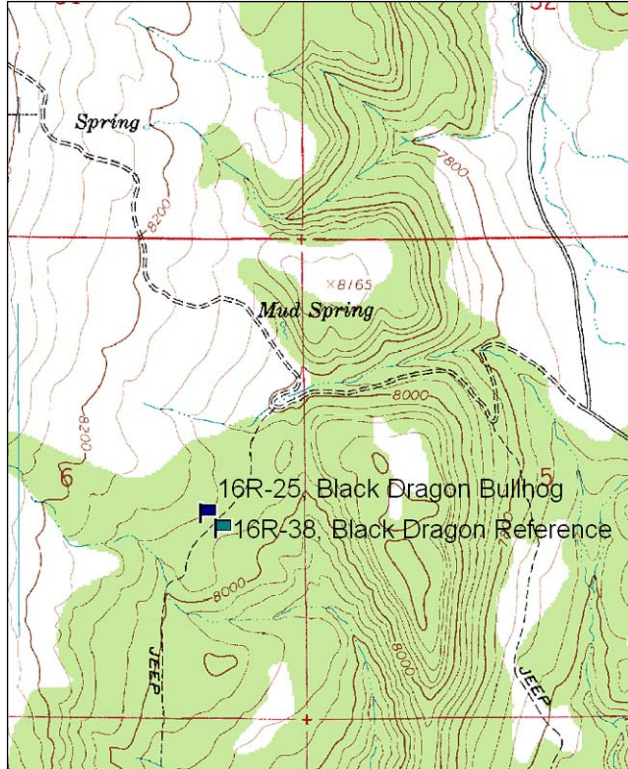 32
Spring
7800
8200
×8165
Mud Spring
8000
8200
6
5
16R-25, Black Dragon Bullhog
16R-38, Black Dragon Reference
8000
JEEP
8000
JEEP